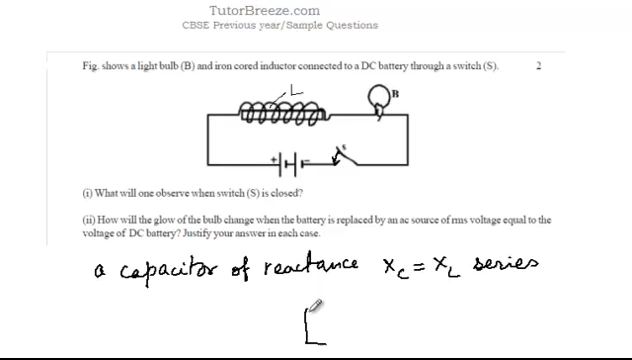 TutorBreeze.com
CBSE Previous year/Sample Questions
Fig. shows a light bulb (B) and iron cored inductor connected to a DC battery through a switch (S). 2
L
B
s
+ -
(i) What will one observe when switch (S) is closed?
(ii) How will the glow of the bulb change when the battery is replaced by an ac source of rms voltage equal to the
voltage of DC battery? Justify your answer in each case.
a capacitor of reactance X_C = X_L series